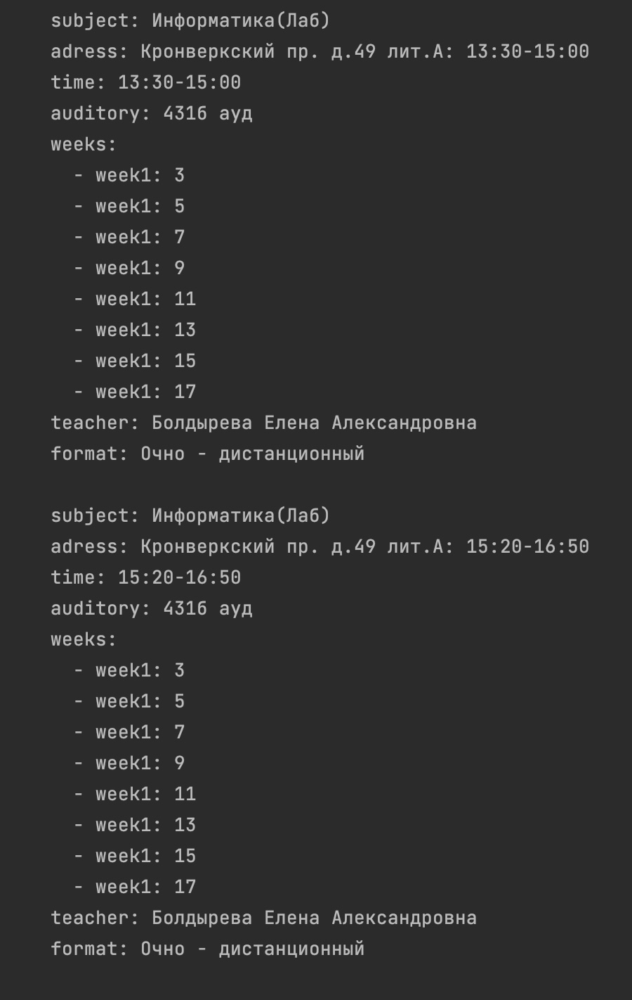 subject: Информатика(Лаб)
adress: Кронверкский пр. д.49 лит.А: 13:30-15:00
time: 13:30-15:00
auditory: 4316 ауд
weeks:
- week1: 3
- week1: 5
- week1: 7
- week1: 9
- week1: 11
- week1: 13
- week1: 15
- week1: 17
teacher: Болдырева Елена Александровна
format: Очно - дистанционный
subject: Информатика(Лаб)
adress: Кронверкский пр. д.49 лит.А: 15:20-16:50
time: 15:20-16:50
auditory: 4316 ауд
weeks:
- week1: 3
- week1: 5
- week1: 7
- week1: 9
- week1: 11
- week1: 13
- week1: 15
- week1: 17
teacher: Болдырева Елена Александровна
format: Очно - дистанционный